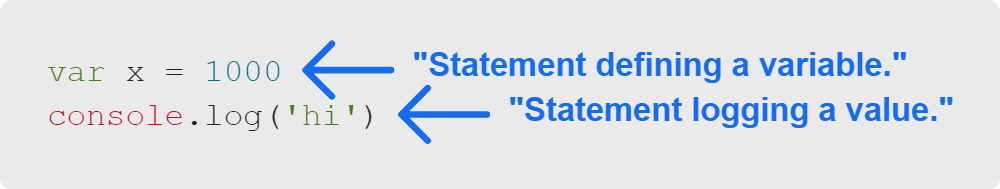 var x = 1000 "Statement defining a variable."
console.log('hi') "Statement logging a value."